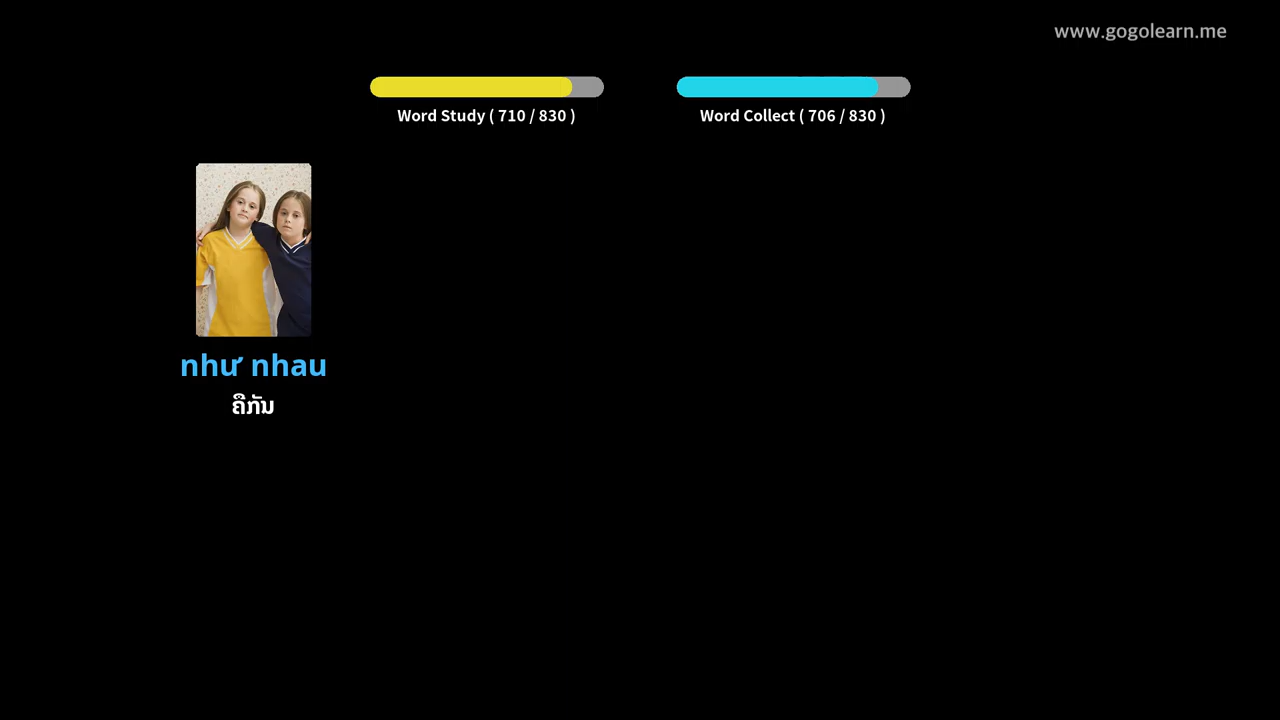 www.gogolearn.me
Word Study ( 710 / 830 )
Word Collect ( 706 / 830 )
như nhau
ຄືກັນ